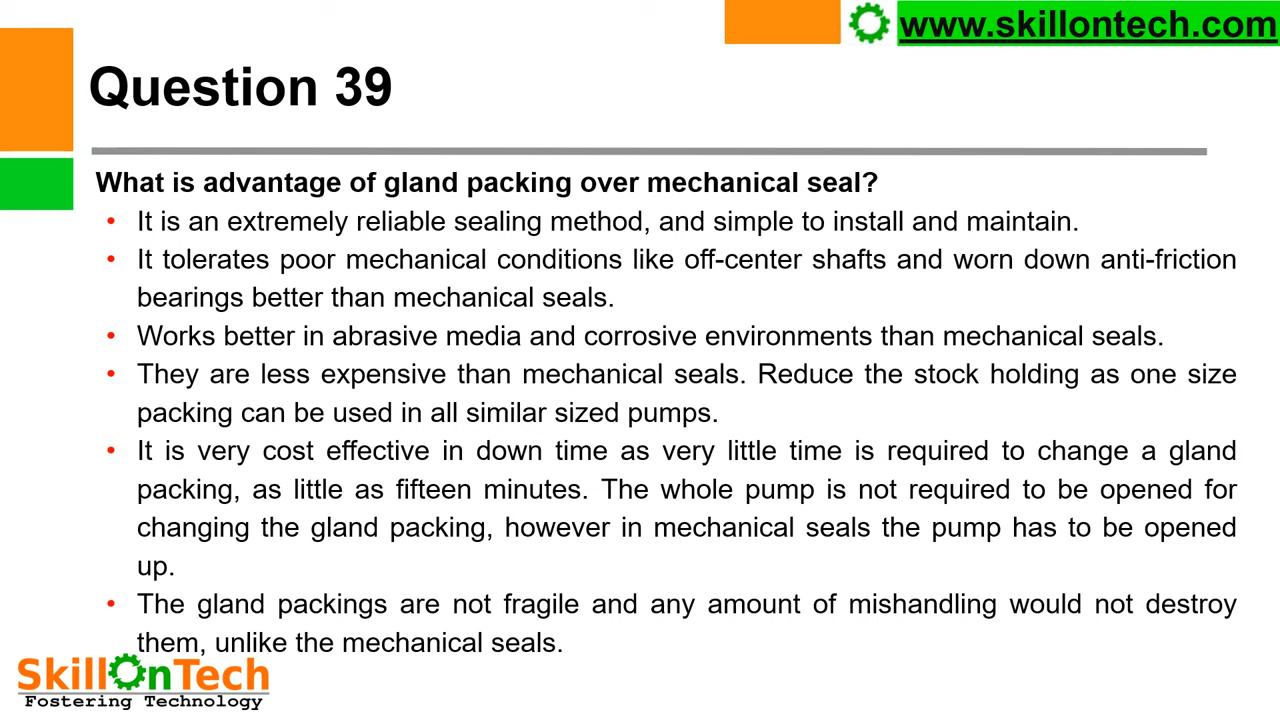 www.skillontech.com
Question 39
What is advantage of gland packing over mechanical seal?
• It is an extremely reliable sealing method, and simple to install and maintain.
• It tolerates poor mechanical conditions like off-center shafts and worn down anti-friction
bearings better than mechanical seals.
• Works better in abrasive media and corrosive environments than mechanical seals.
• They are less expensive than mechanical seals. Reduce the stock holding as one size
packing can be used in all similar sized pumps.
• It is very cost effective in down time as very little time is required to change a gland
packing, as little as fifteen minutes. The whole pump is not required to be opened for
changing the gland packing, however in mechanical seals the pump has to be opened
up.
• The gland packings are not fragile and any amount of mishandling would not destroy
them, unlike the mechanical seals.
SkillOnTech
Fostering Technology